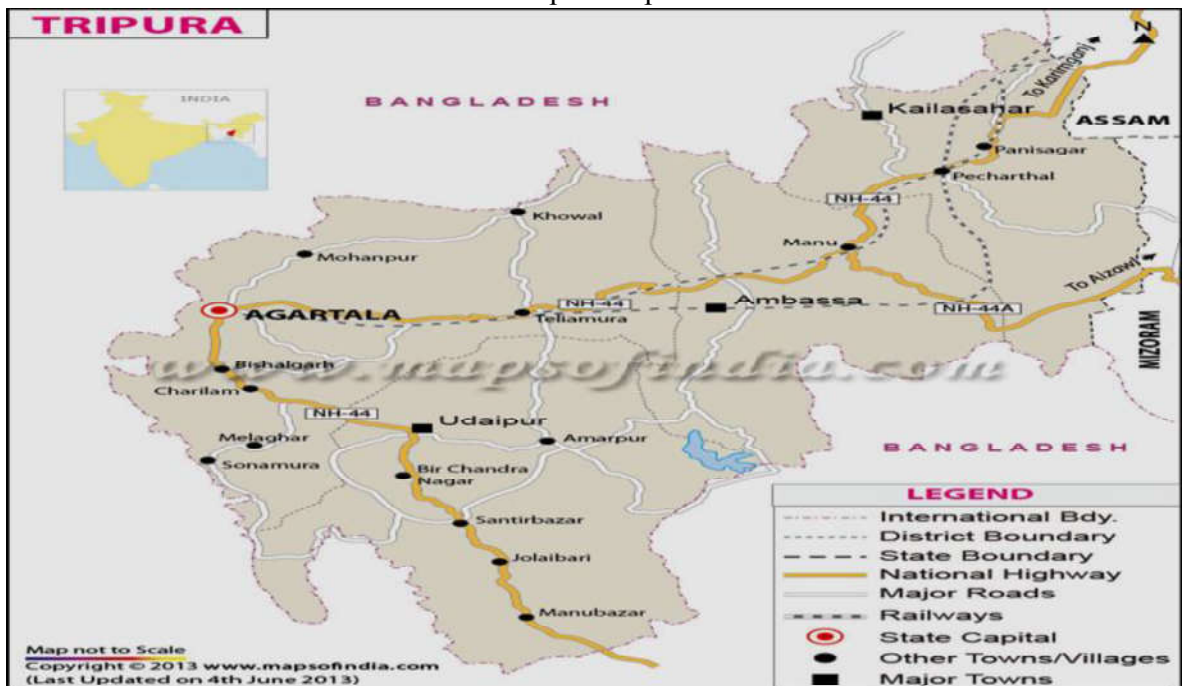 TRIPURA
INDIA
BANGLADESH
Kailasahar
To Karimganj
Z
ASSAM
Panisagar
Pecharthal
NH-44
Khowal
Manu
Mohanpur
To Aizawl
NH-44
Ambassa
AGARTALA
Teliamura
NH-44A
MIZORAM
www.mapsofindia.com
Bishalgarh
Charilam
NH-44
Udaipur
Melaghar
Amarpur
BANGLADESH
Sonamura
Bir Chandra
Nagar
Santirbazar
Jolaibari
Manubazar
LEGEND
International Bdy.
District Boundary
State Boundary
National Highway
Major Roads
Railways
State Capital
Other Towns/Villages
Major Towns
Map not to Scale
Copyright © 2013 www.mapsofindia.com
(Last Updated on 4th June 2013)